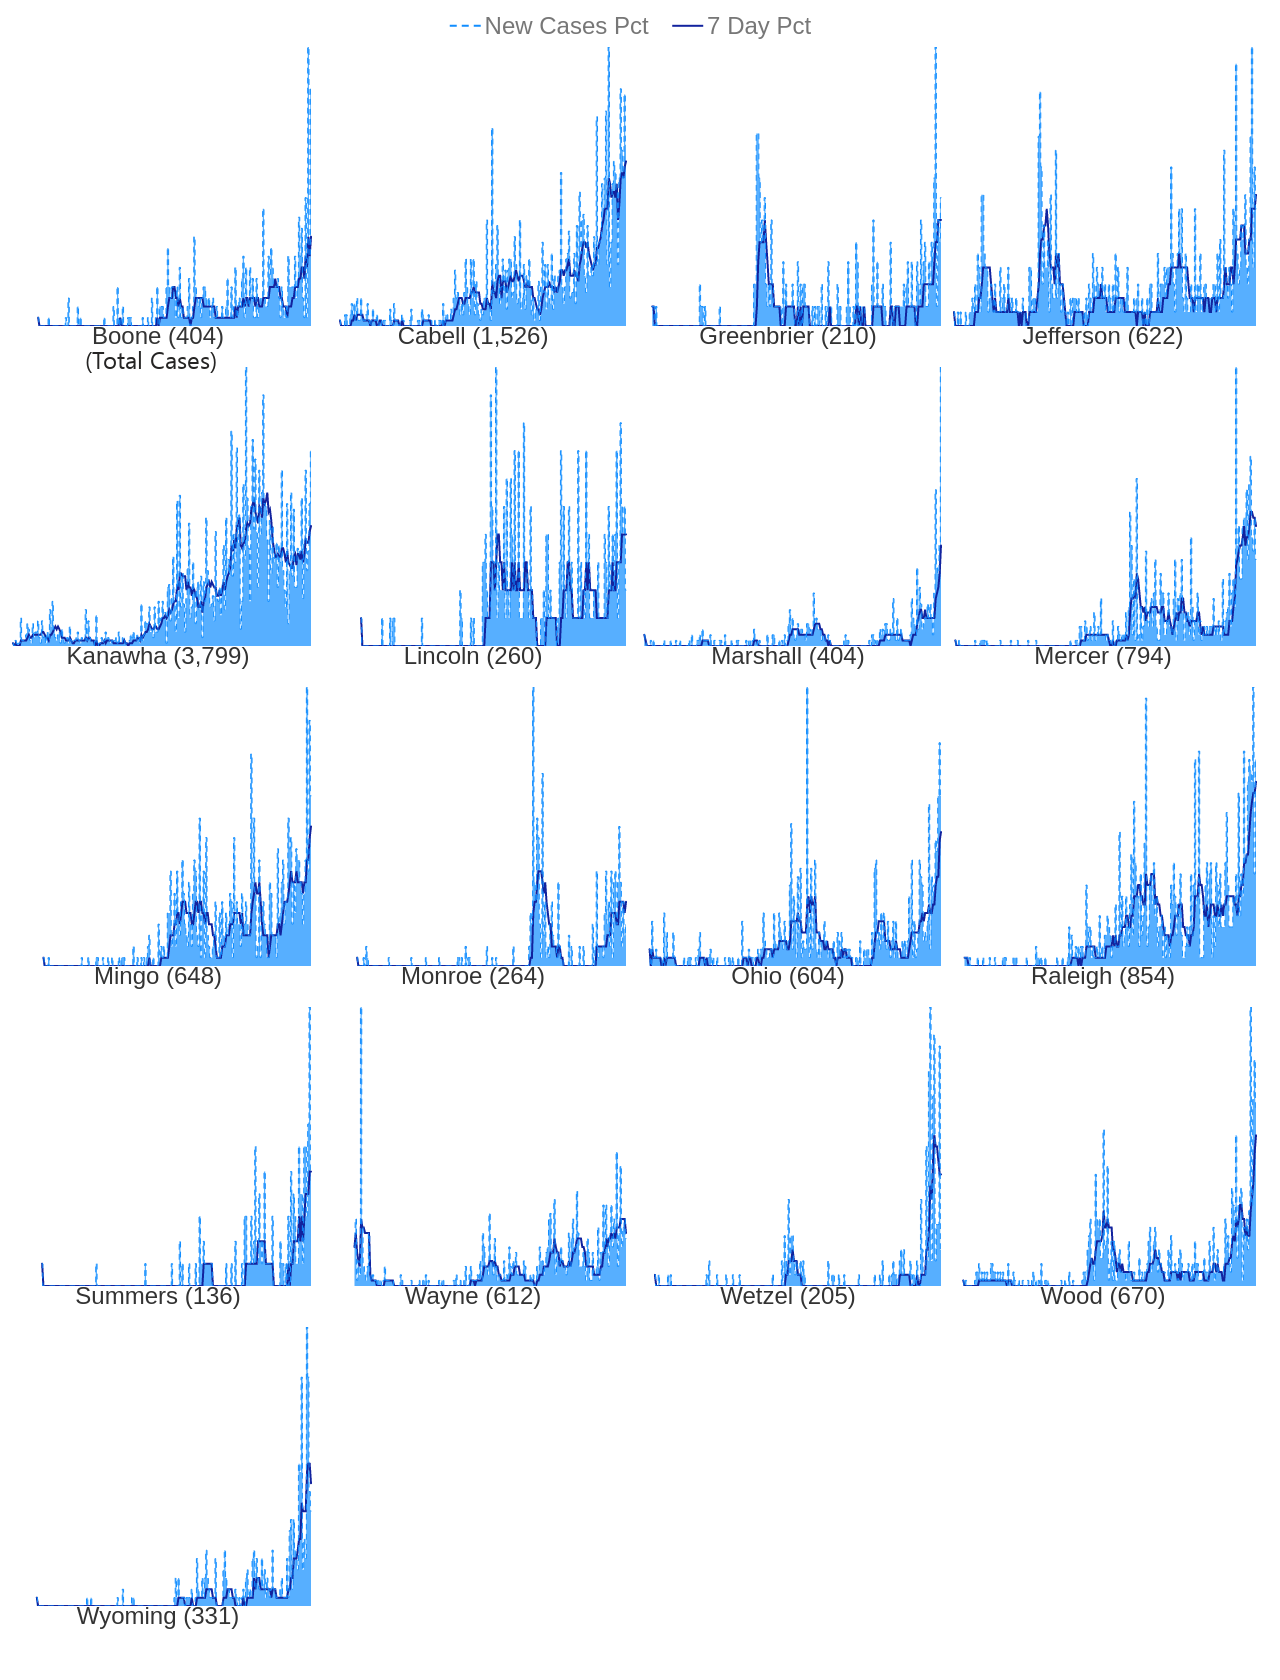 New Cases Pct 7 Day Pct
Boone (404) Cabell (1,526) Greenbrier (210) Jefferson (622)
(Total Cases)
Kanawha (3,799) Lincoln (260) Marshall (404) Mercer (794)
Mingo (648) Monroe (264) Ohio (604) Raleigh (854)
Summers (136) Wayne (612) Wetzel (205) Wood (670)
Wyoming (331)